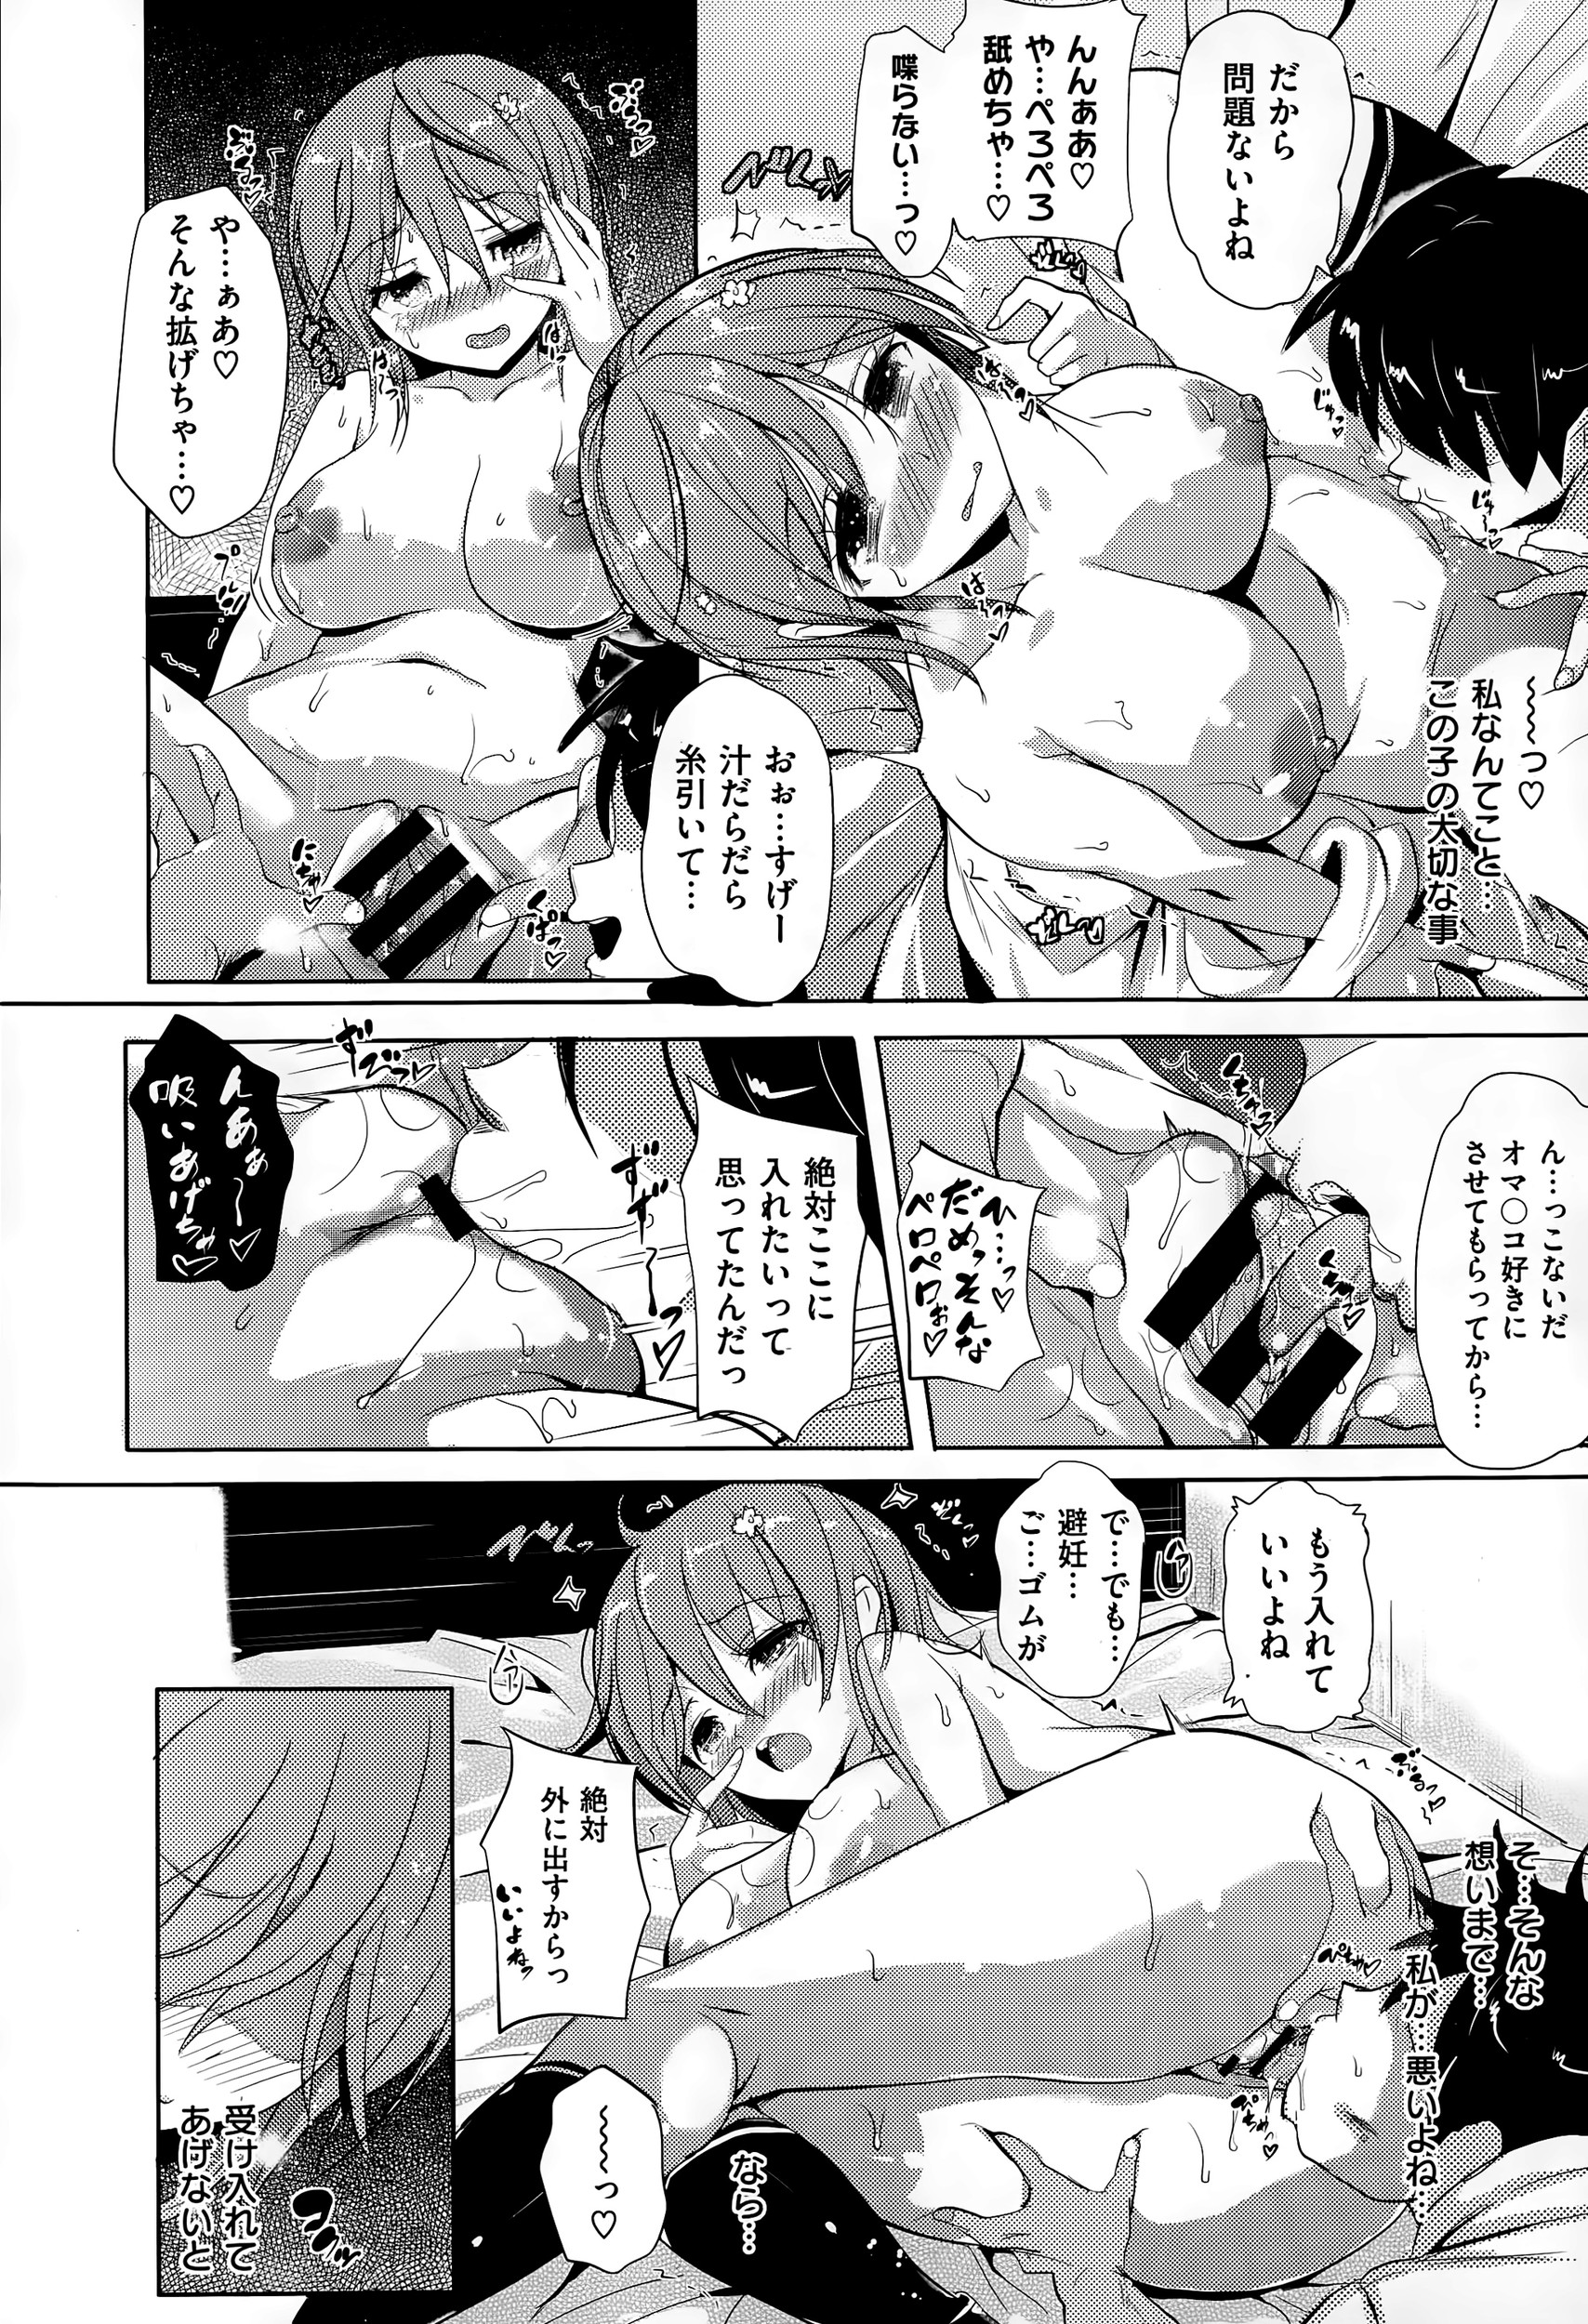 だから
問題ないよね
んんぁあ♡
や…ペろペろ
舐めちゃ…♡
喋らない…っ♡
～～～っ♡
私なんてこと…
この子の大切な事
や…ぁあ♡
そんな拡げちゃ…♡
おぉ…すげー
汁だらだら
糸引いて…
ん…っこないだ
オマ○コ好きに
させてもらってから…
ひ…っ♡
だめっそんな
ペロペロぉ♡
絶対ここに
入れたいって
思ってたんだっ
んあぁ～♡
吸いあげちゃ♡
もう入れて
いいよね
で…でも…
避妊…
ご…ゴムが
絶対
外に出すからっ
いいよねっ
そ…そんな
想いまで…
私が…悪いよね…
～～～っ♡
なら…
受け入れて
あげないと